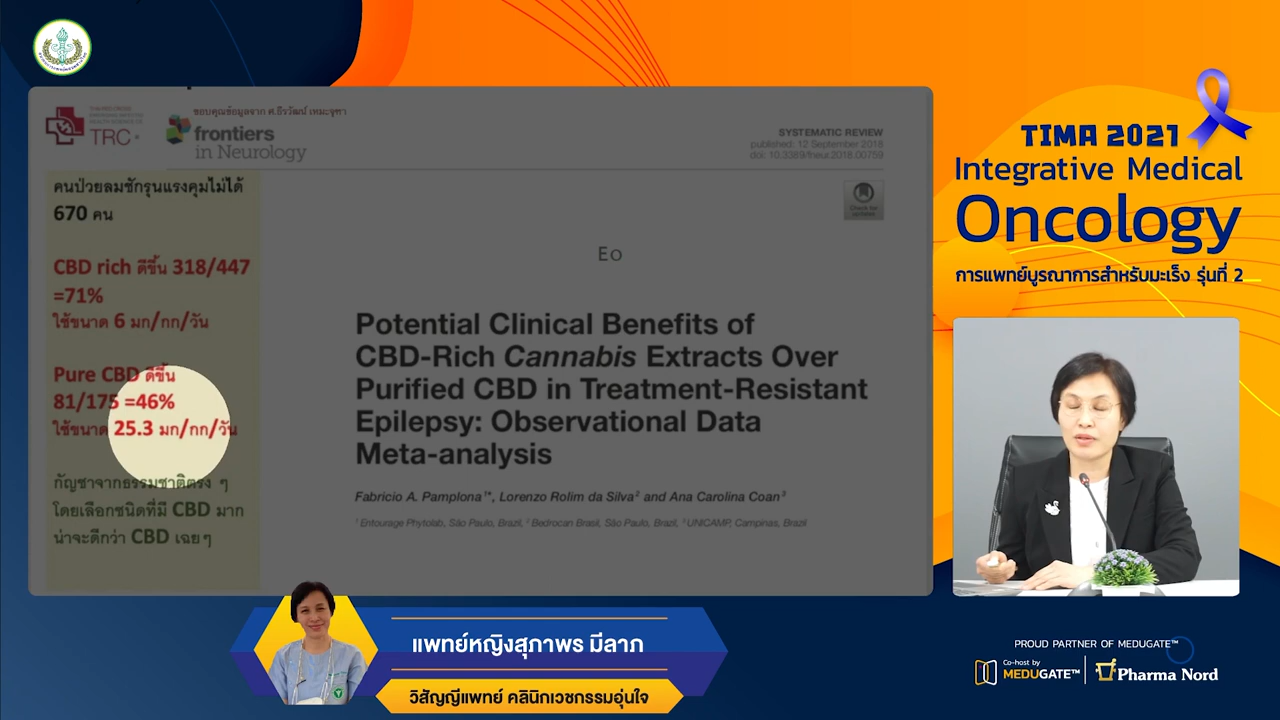 TRC
ขอบคุณข้อมูลจาก ศ.ธีรวัฒน์ เหมะจุฑา
frontiers
in Neurology
SYSTEMATIC REVIEW
published: 12 September 2018
doi: 10.3389/fneur.2018.00759
Check for
updates
คนป่วยลมชักรุนแรงคุมไม่ได้
670 คน
CBD rich ดีขึ้น 318/447
=71%
ใช้ขนาด 6 มก/กก/วัน
Pure CBD ดีขึ้น
81/175 =46%
ใช้ขนาด 25.3 มก/กก/วัน
กัญชาจากธรรมชาติตรง ๆ
โดยเลือกชนิดที่มี CBD มาก
น่าจะดีกว่า CBD เฉยๆ
Eo
Potential Clinical Benefits of
CBD-Rich Cannabis Extracts Over
Purified CBD in Treatment-Resistant
Epilepsy: Observational Data
Meta-analysis
Fabricio A. Pamplona¹*, Lorenzo Rolim da Silva² and Ana Carolina Coan³
¹ Entourage Phytolab, São Paulo, Brazil, ² Bedrocan Brasil, São Paulo, Brazil, ³ UNICAMP, Campinas, Brazil
TIMA 2021
Integrative Medical
Oncology
การแพทย์บูรณาการสำหรับมะเร็ง รุ่นที่ 2
แพทย์หญิงสุภาพร มีลาภ
วิสัญญีแพทย์ คลินิกเวชกรรมอุ่นใจ
PROUD PARTNER OF MEDUGATE™
Co-host by
MEDUGATE™
Pharma Nord